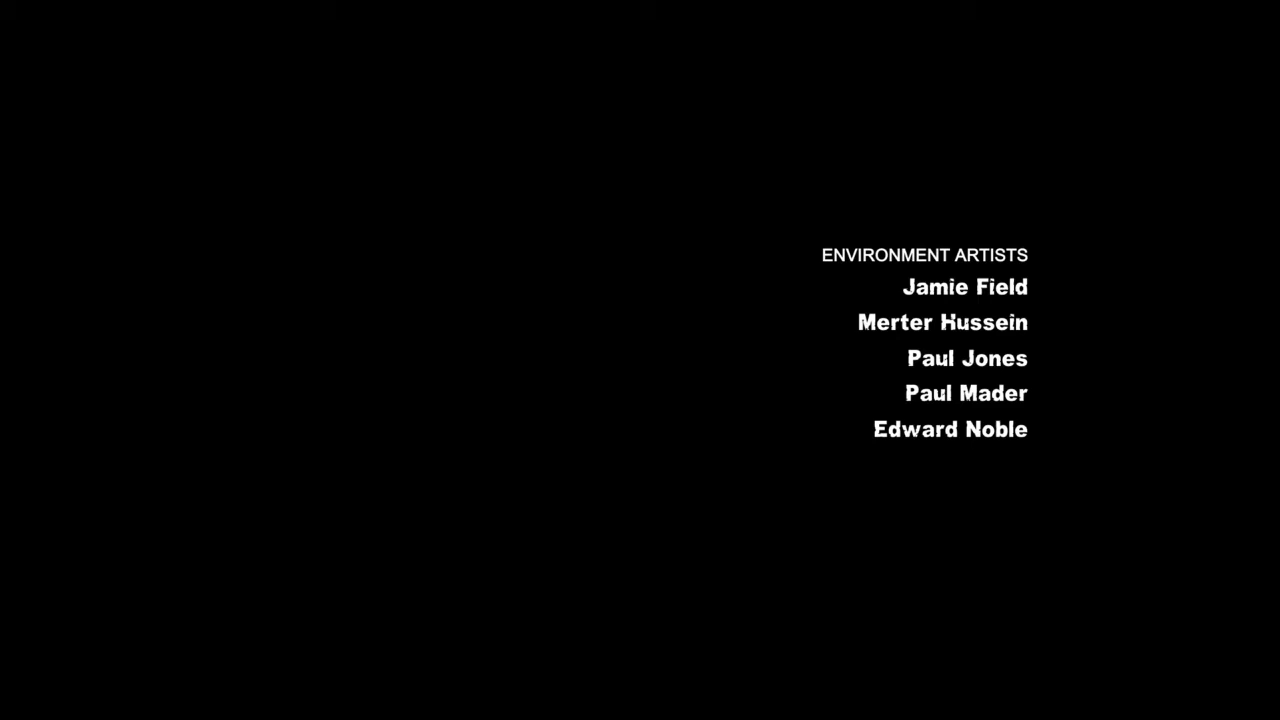 ENVIRONMENT ARTISTS
Jamie Field
Merter Hussein
Paul Jones
Paul Mader
Edward Noble